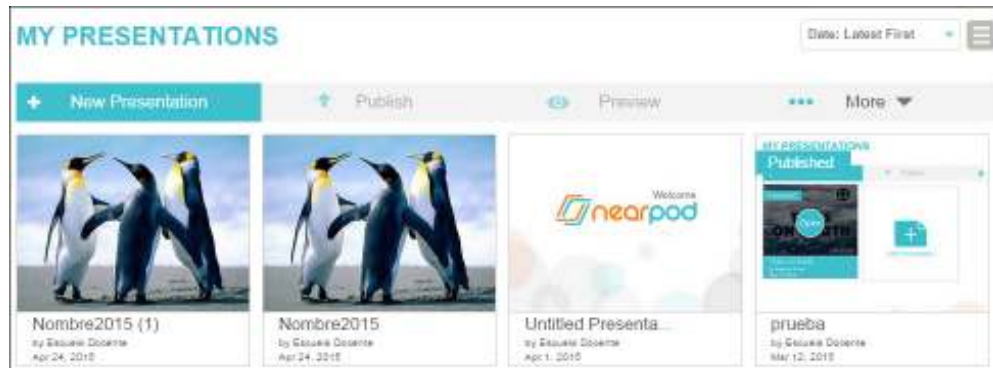 MY PRESENTATIONS
Date: Latest First
New Presentation
Publish
Preview
More
MY PRESENTATIONS
Published
Open
Welcome
nearpod
Nombre2015 (1)
by Escuela Docente
Apr 24, 2015
Nombre2015
by Escuela Docente
Apr 24, 2015
Untitled Presenta...
by Escuela Docente
Apr 1, 2015
prueba
by Escuela Docente
Mar 12, 2015